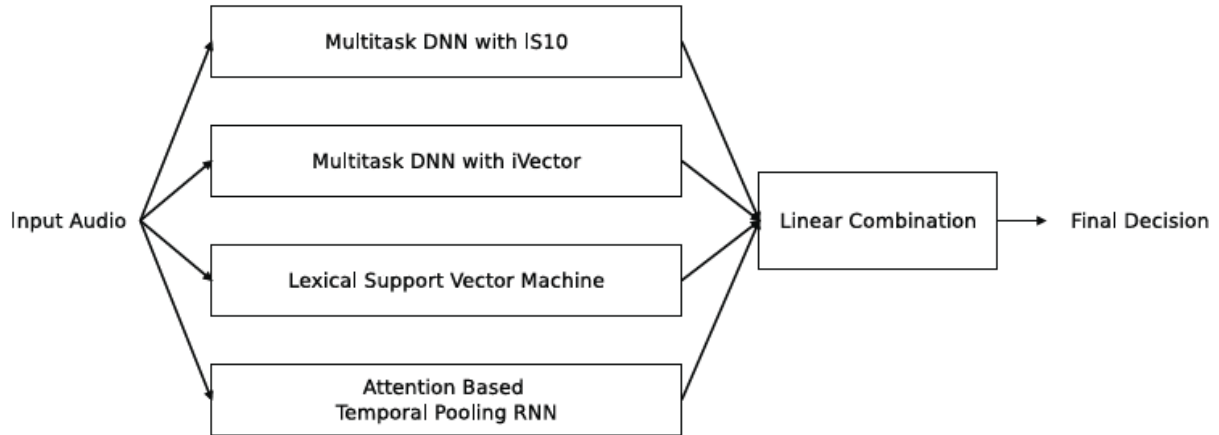 Multitask DNN with IS10
Multitask DNN with iVector
Input Audio
Linear Combination
Final Decision
Lexical Support Vector Machine
Attention Based
Temporal Pooling RNN